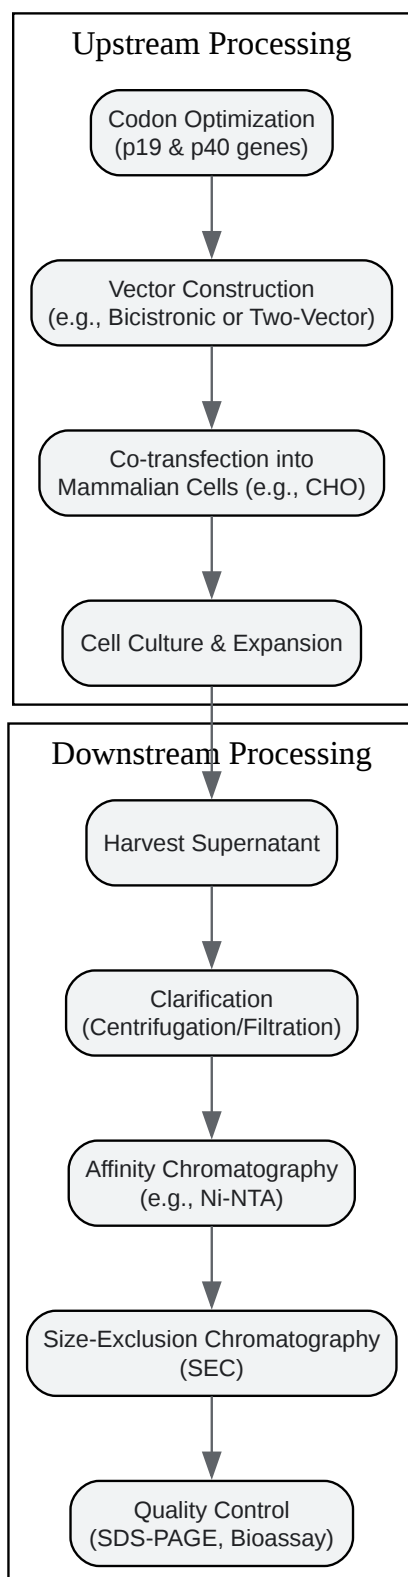 Upstream Processing
Codon Optimization
(p19 & p40 genes)
Vector Construction
(e.g., Bicistronic or Two-Vector)
Co-transfection into
Mammalian Cells (e.g., CHO)
Cell Culture & Expansion
Downstream Processing
Harvest Supernatant
Clarification
(Centrifugation/Filtration)
Affinity Chromatography
(e.g., Ni-NTA)
Size-Exclusion Chromatography
(SEC)
Quality Control
(SDS-PAGE, Bioassay)